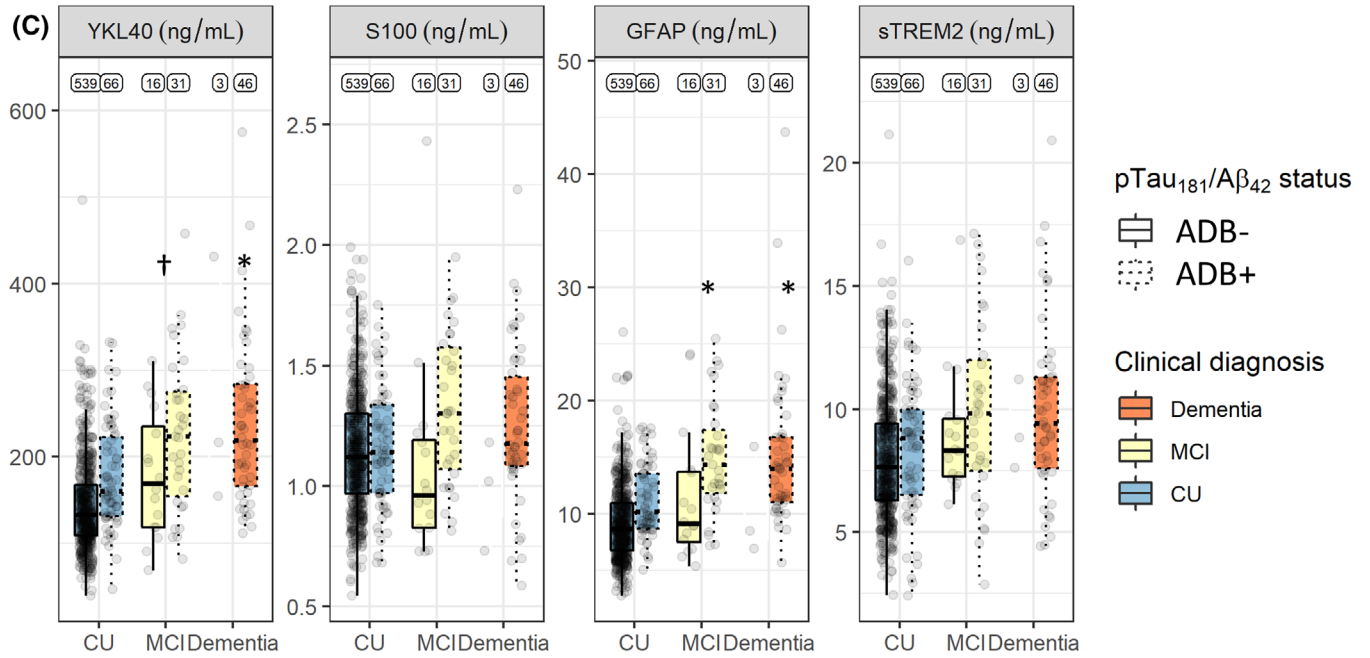 (C)
YKL40 (ng/mL) S100 (ng/mL) GFAP (ng/mL) sTREM2 (ng/mL)
539 66 16 31 3 46 539 66 16 31 3 46 539 66 16 31 3 46 539 66 16 31 3 46
600
400
200
† *
2.5
2.0
1.5
1.0
0.5
50
40
30
20
10
* *
20
15
10
5
CU MCI Dementia CU MCI Dementia CU MCI Dementia CU MCI Dementia
pTau181/Aβ42 status
ADB-
ADB+
Clinical diagnosis
Dementia
MCI
CU